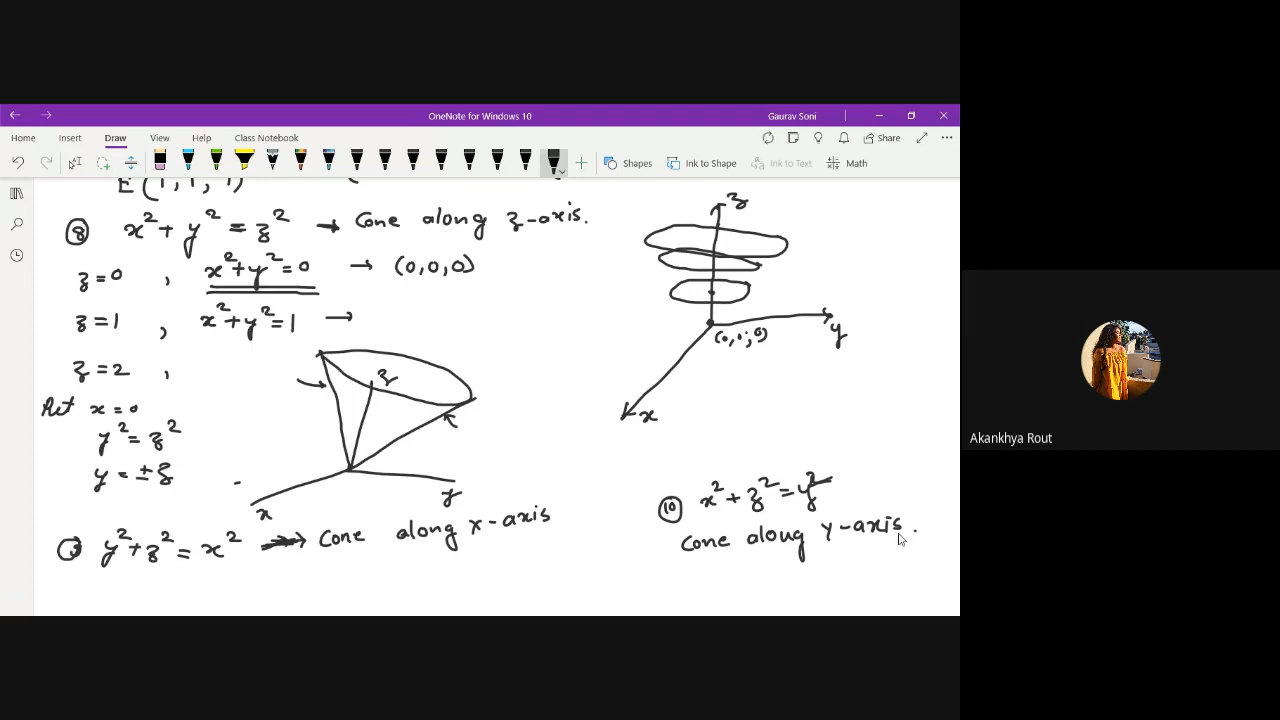 OneNote for Windows 10
Gaurav Soni
Home Insert Draw View Help Class Notebook
Share
Shapes Ink to Shape Ink to Text Math
E(1, 1, 1)
⑧ x² + y² = z² → Cone along z-axis.
z=0 , x²+y²=0 → (0,0,0)
z=1 , x²+y²=1 →
z=2 ,
Put x=0
y² = z²
y = ± z
z
x
y
z
y
x
(0,0,0)
y²+z² = x² → Cone along x-axis
⑩ x²+z²=y²
Cone along y-axis.
Akankhya Rout